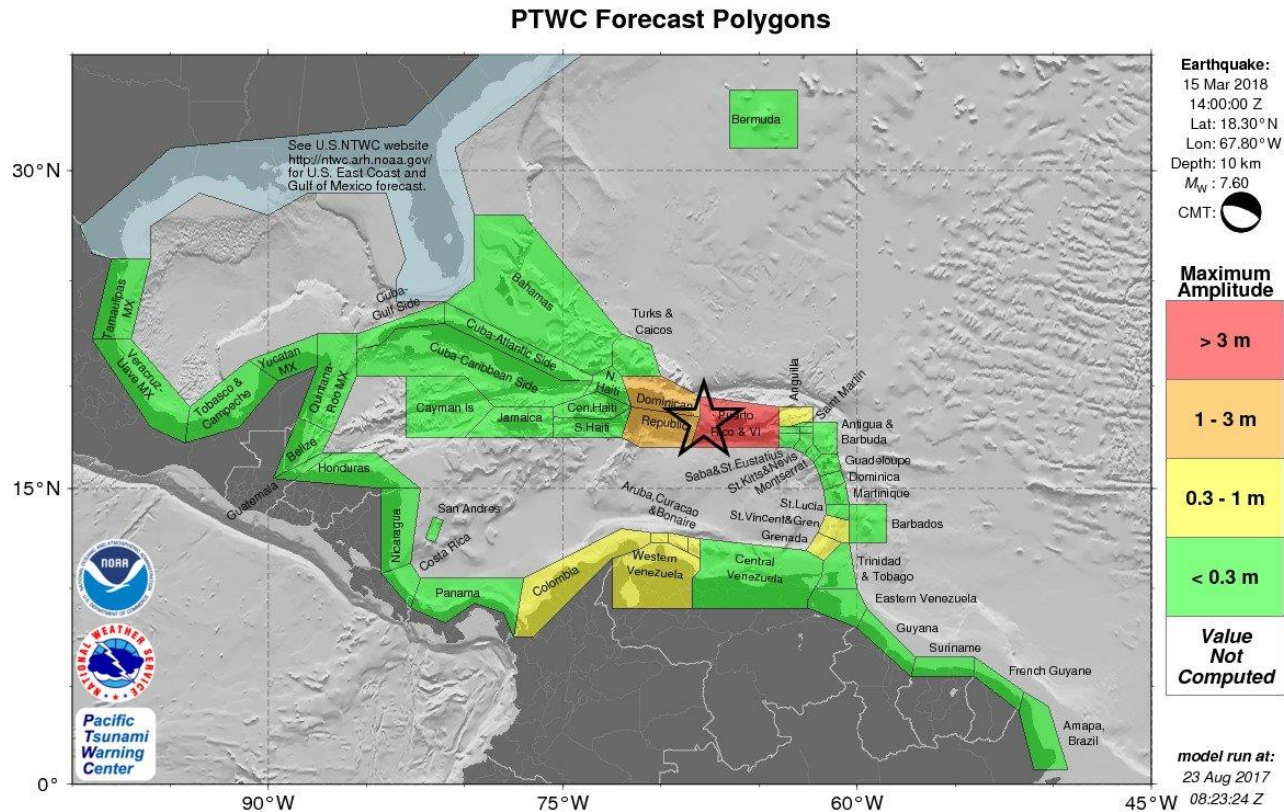 PTWC Forecast Polygons
Earthquake:
15 Mar 2018
14:00:00 Z
Lat: 18.30°N
Lon: 67.80°W
Depth: 10 km
Mw : 7.60
CMT:
Maximum
Amplitude
> 3 m
1 - 3 m
0.3 - 1 m
< 0.3 m
Value
Not
Computed
model run at:
23 Aug 2017
08:23:24 Z
See U.S.NTWC website
http://ntwc.arh.noaa.gov/
for U.S. East Coast and
Gulf of Mexico forecast.
Bermuda
30°N
15°N
0°
90°W
75°W
60°W
45°W
Tamaulipas
MX
Veracruz-
Llave MX
Tobasco &
Campeche
Yucatan
MX
Quintana-
Roo MX
Belize
Guatemala
Honduras
Nicaragua
Costa Rica
San Andres
Panama
Colombia
Cuba-
Gulf Side
Bahamas
Cuba-Atlantic Side
Cuba-Caribbean Side
Turks &
Caicos
Cayman Is
Jamaica
N.
Haiti
Cen.Haiti
S.Haiti
Dominican
Republic
Puerto
Rico & VI
Anguilla
Saint Martin
Antigua &
Barbuda
Saba&St.Eustatius
St.Kitts&Nevis
Montserrat
Guadeloupe
Dominica
Martinique
St.Lucia
St.Vincent&Gren
Grenada
Barbados
Aruba,Curacao
&Bonaire
Western
Venezuela
Central
Venezuela
Trinidad
& Tobago
Eastern Venezuela
Guyana
Suriname
French Guyane
Amapa,
Brazil
NOAA
NATIONAL WEATHER SERVICE
Pacific
Tsunami
Warning
Center